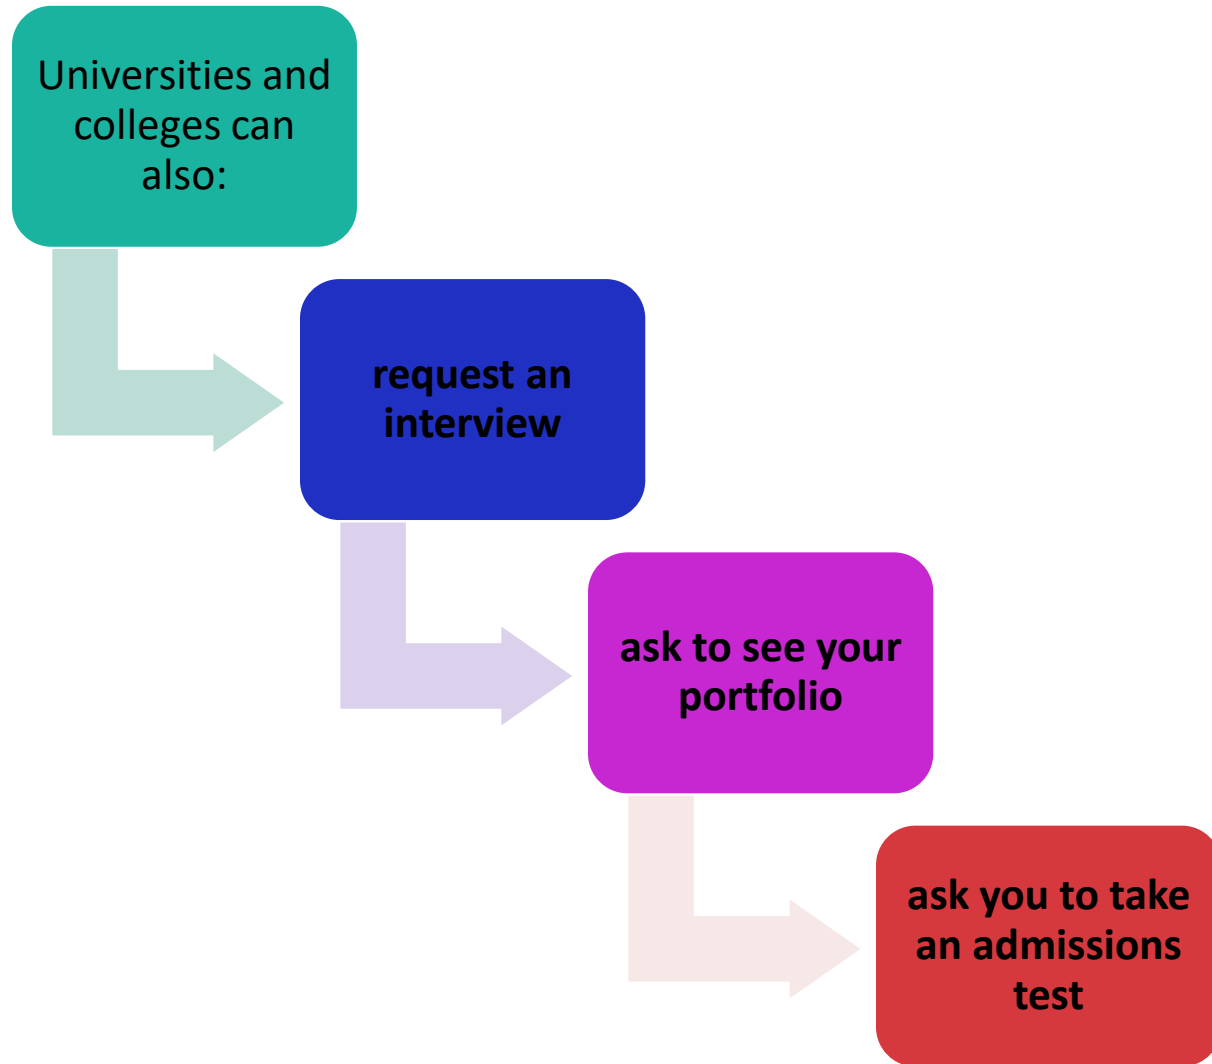 Universities and
colleges can
also:
request an
interview
ask to see your
portfolio
ask you to take
an admissions
test